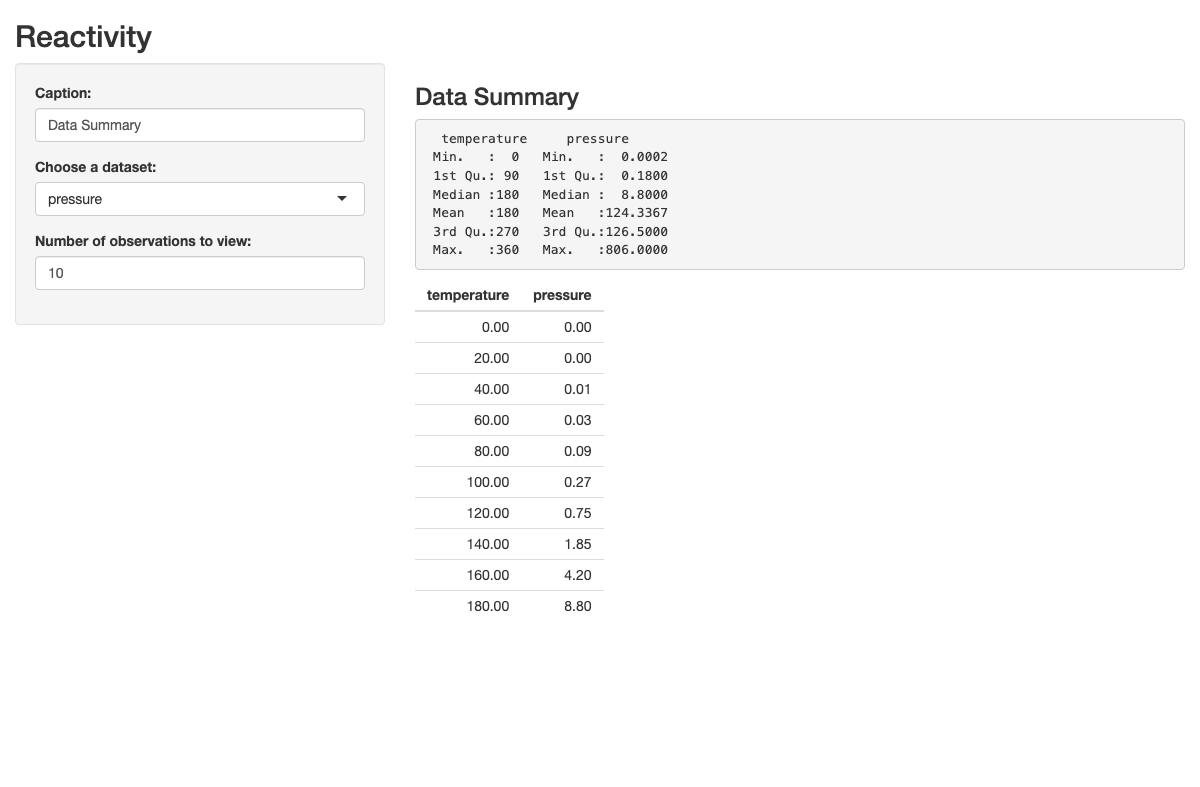 Reactivity
Caption:
Data Summary
Choose a dataset:
pressure
Number of observations to view:
10
Data Summary
temperature pressure
Min. : 0 Min. : 0.0002
1st Qu.: 90 1st Qu.: 0.1800
Median :180 Median : 8.8000
Mean :180 Mean :124.3367
3rd Qu.:270 3rd Qu.:126.5000
Max. :360 Max. :806.0000
temperature pressure
0.00 0.00
20.00 0.00
40.00 0.01
60.00 0.03
80.00 0.09
100.00 0.27
120.00 0.75
140.00 1.85
160.00 4.20
180.00 8.80